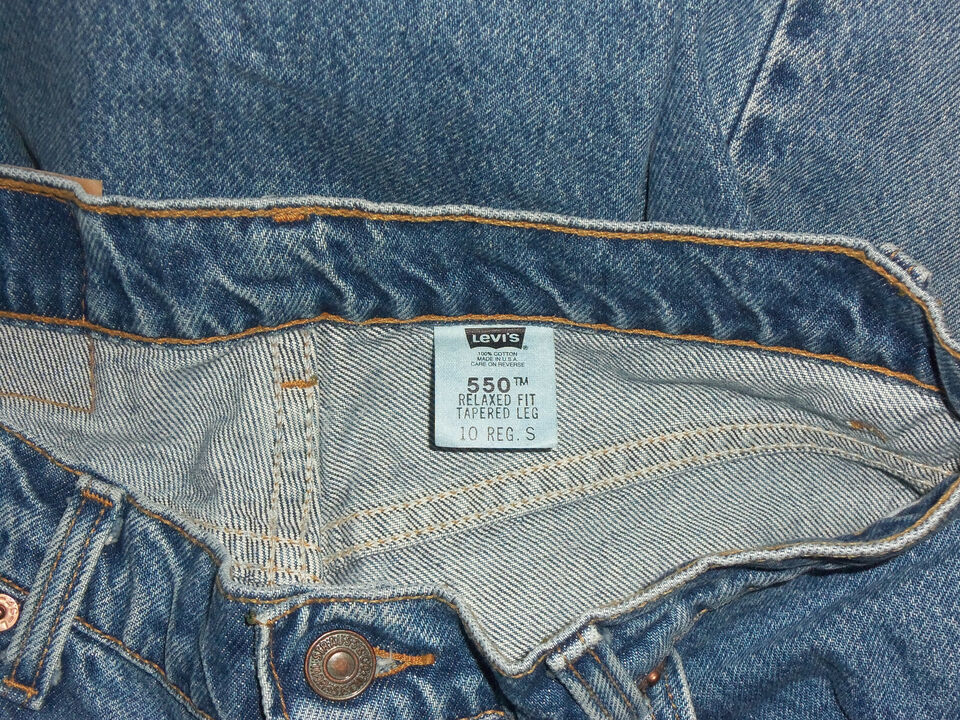 LEVI'S ®
100% COTTON
MADE IN U.S.A.
CARE ON REVERSE
550™
RELAXED FIT
TAPERED LEG
10 REG. S